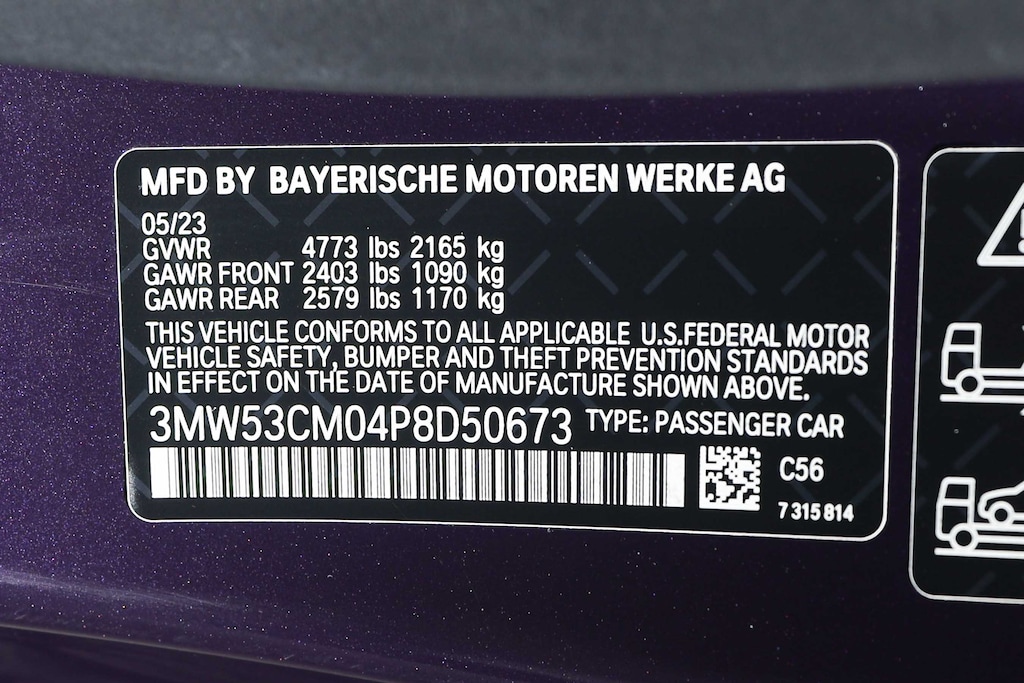 MFD BY BAYERISCHE MOTOREN WERKE AG
05/23
GVWR 4773 lbs 2165 kg
GAWR FRONT 2403 lbs 1090 kg
GAWR REAR 2579 lbs 1170 kg
THIS VEHICLE CONFORMS TO ALL APPLICABLE U.S.FEDERAL MOTOR
VEHICLE SAFETY, BUMPER AND THEFT PREVENTION STANDARDS
IN EFFECT ON THE DATE OF MANUFACTURE SHOWN ABOVE.
3MW53CM04P8D50673 TYPE: PASSENGER CAR
C56
7 315 814